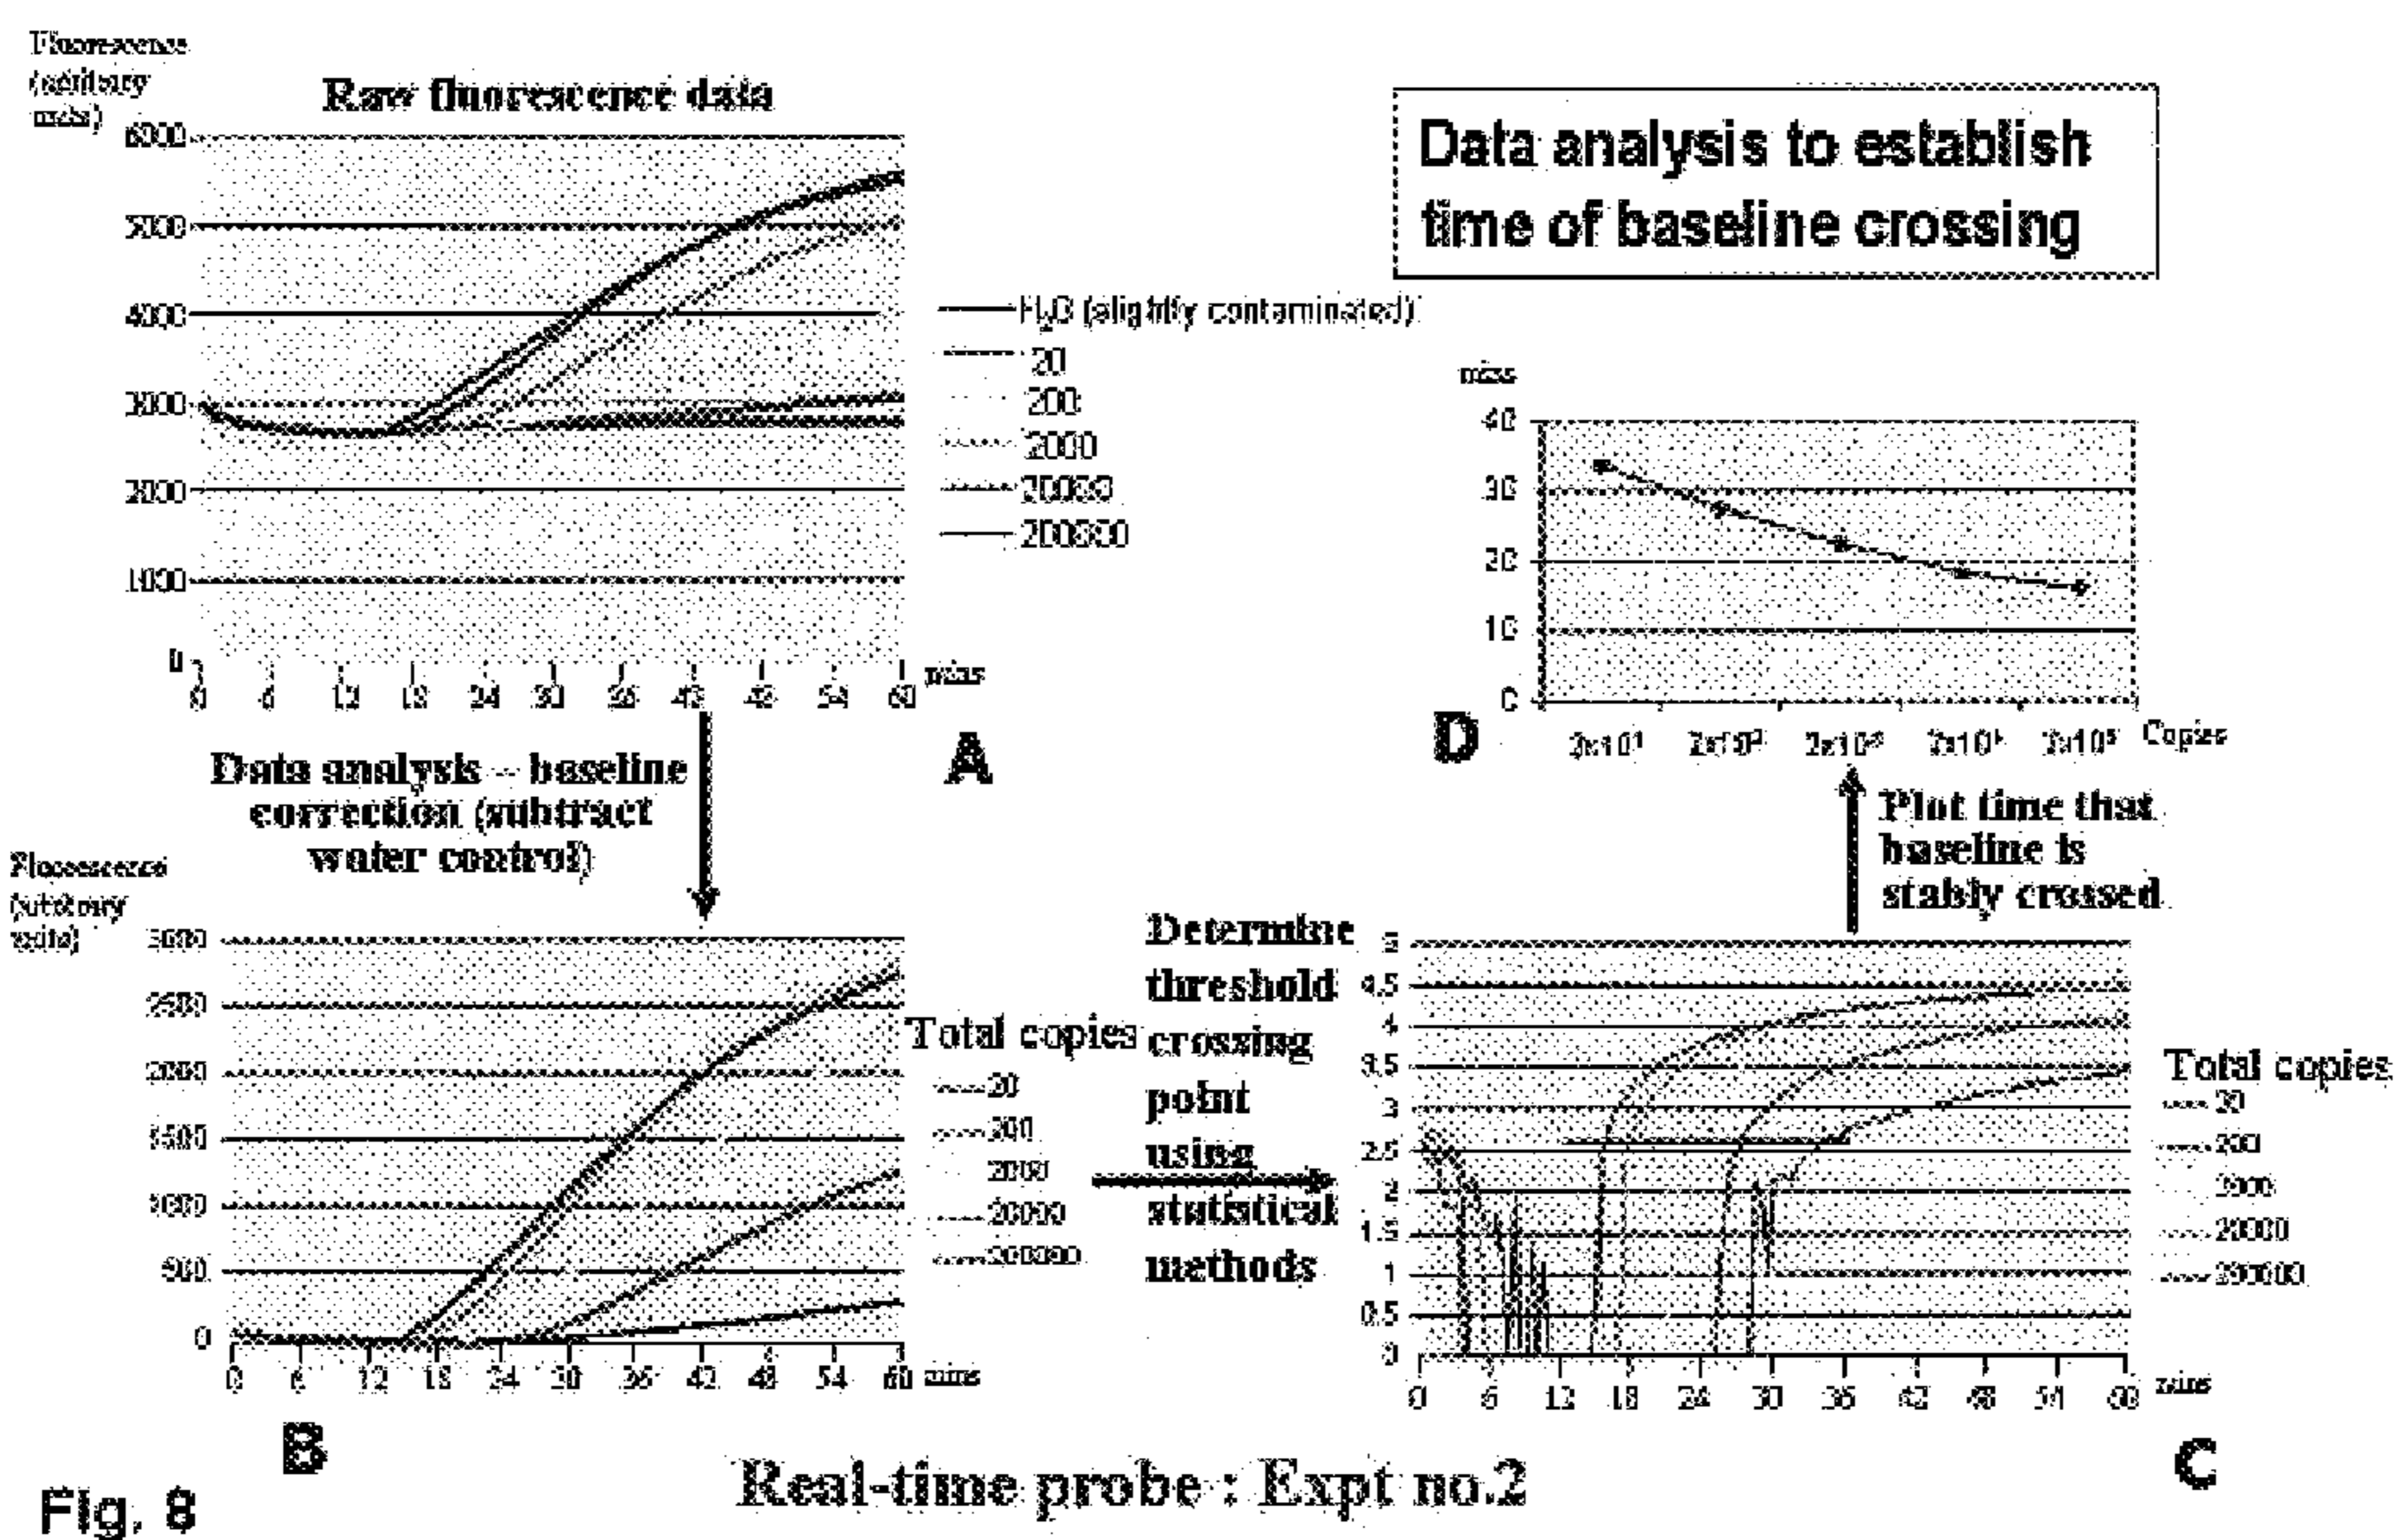 Fluorescence
(arbitrary
units)
Raw fluorescence data
6000
5000
4000
3000
2000
1000
0
0 6 12 18 24 30 36 42 48 54 60 mins
A
H₂O (slightly contaminated)
20
200
2000
20000
200000
Data analysis to establish
time of baseline crossing
mins
40
30
20
10
0
2x10¹ 2x10² 2x10³ 2x10⁴ 2x10⁵ Copies
D
Data analysis – baseline
correction (subtract
water control)
Plot time that
baseline is
stably crossed
Fluorescence
(arbitrary
units)
3000
2500
2000
1500
1000
500
0
0 6 12 18 24 30 36 42 48 54 60 mins
B
Total copies
20
200
2000
20000
200000
Determine
threshold
crossing
point
using
statistical
methods
5
4.5
4
3.5
3
2.5
2
1.5
1
0.5
0
0 6 12 18 24 30 36 42 48 54 60 mins
Total copies
20
200
2000
20000
200000
C
Real-time probe : Expt no.2
Fig. 8